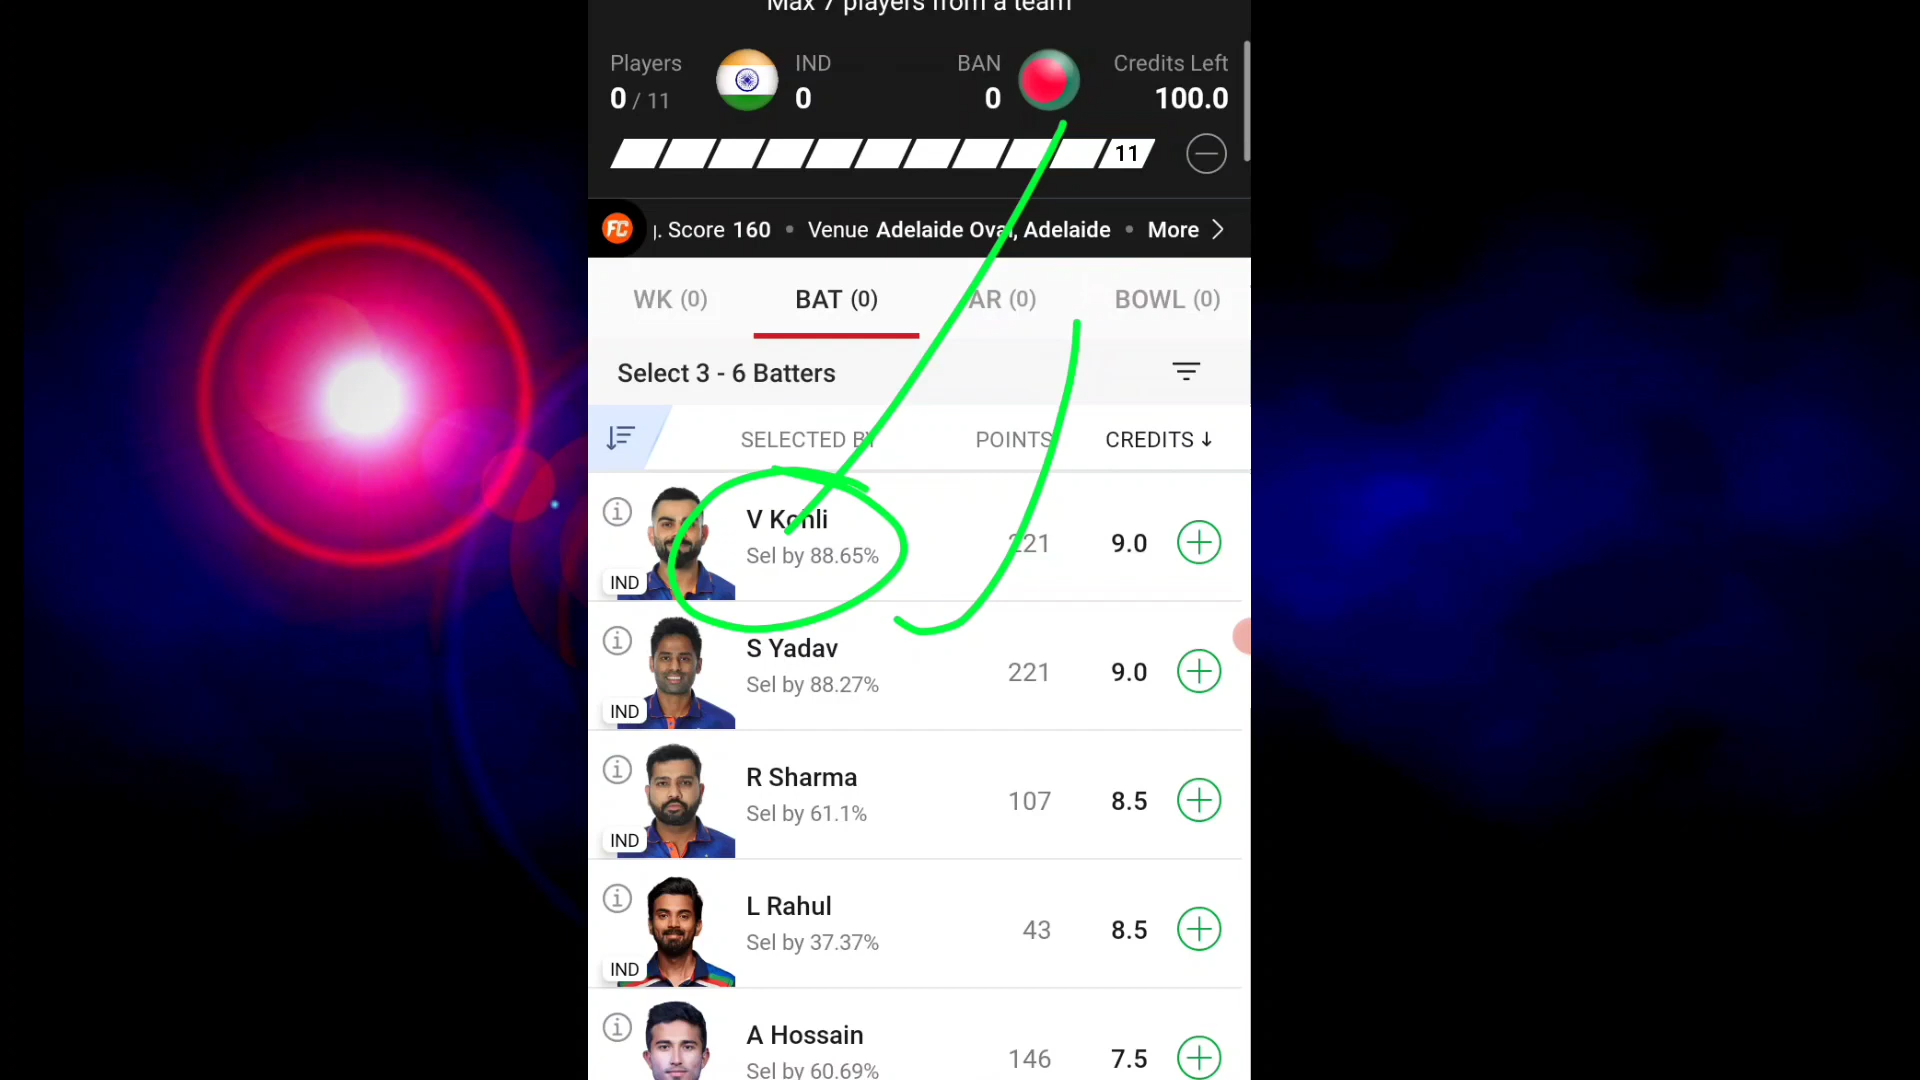 Max 7 players from a team
Players
0 / 11
IND
0
BAN
0
Credits Left
100.0
11
FC
. Score 160 • Venue Adelaide Oval, Adelaide • More
WK (0)
BAT (0)
AR (0)
BOWL (0)
Select 3 - 6 Batters
SELECTED BY
POINTS
CREDITS ↓
V Kohli
Sel by 88.65%
221
9.0
IND
S Yadav
Sel by 88.27%
221
9.0
IND
R Sharma
Sel by 61.1%
107
8.5
IND
L Rahul
Sel by 37.37%
43
8.5
IND
A Hossain
Sel by 60.69%
146
7.5